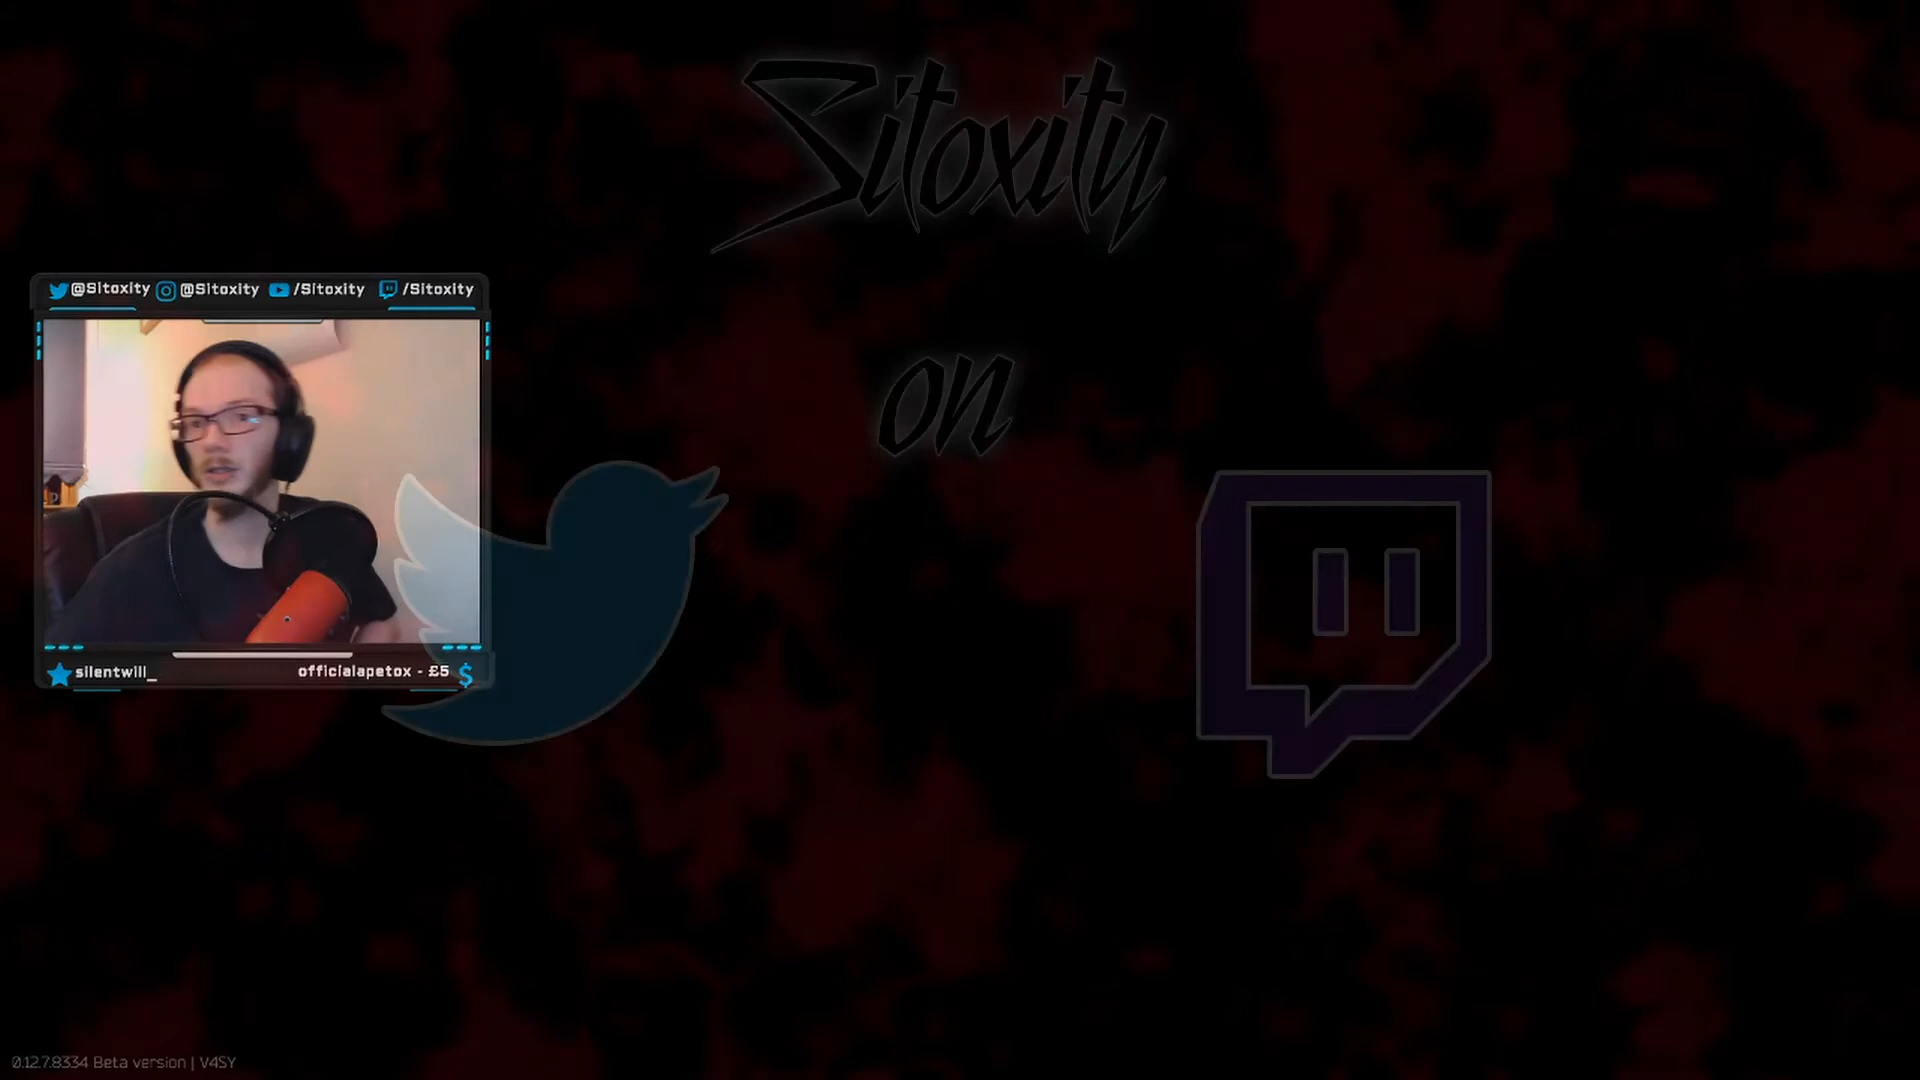 Sitoxity
on
@Sitoxity @Sitoxity /Sitoxity /Sitoxity
silentwill_ officialapetox - £5 $
0.12.7.8334 Beta version | V4SY